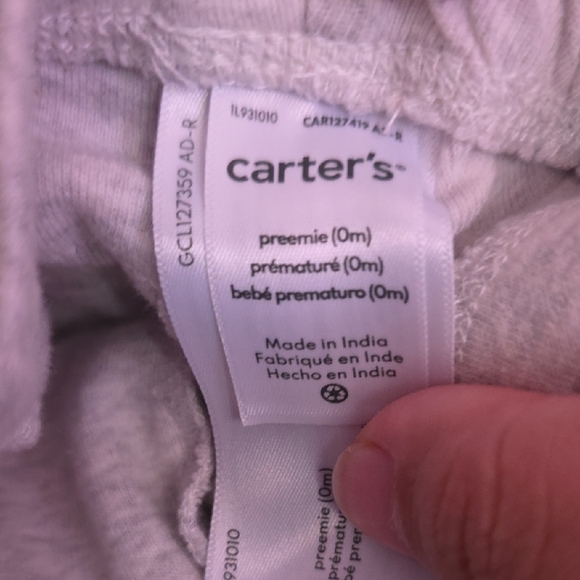 1L931010 CAR127419
carter's
preemie (0m)
prématuré (0m)
bebé prematuro (0m)
Made in India
Fabriqué en Inde
Hecho en India
GCL127359 AD-R
931010
preemie (0m)